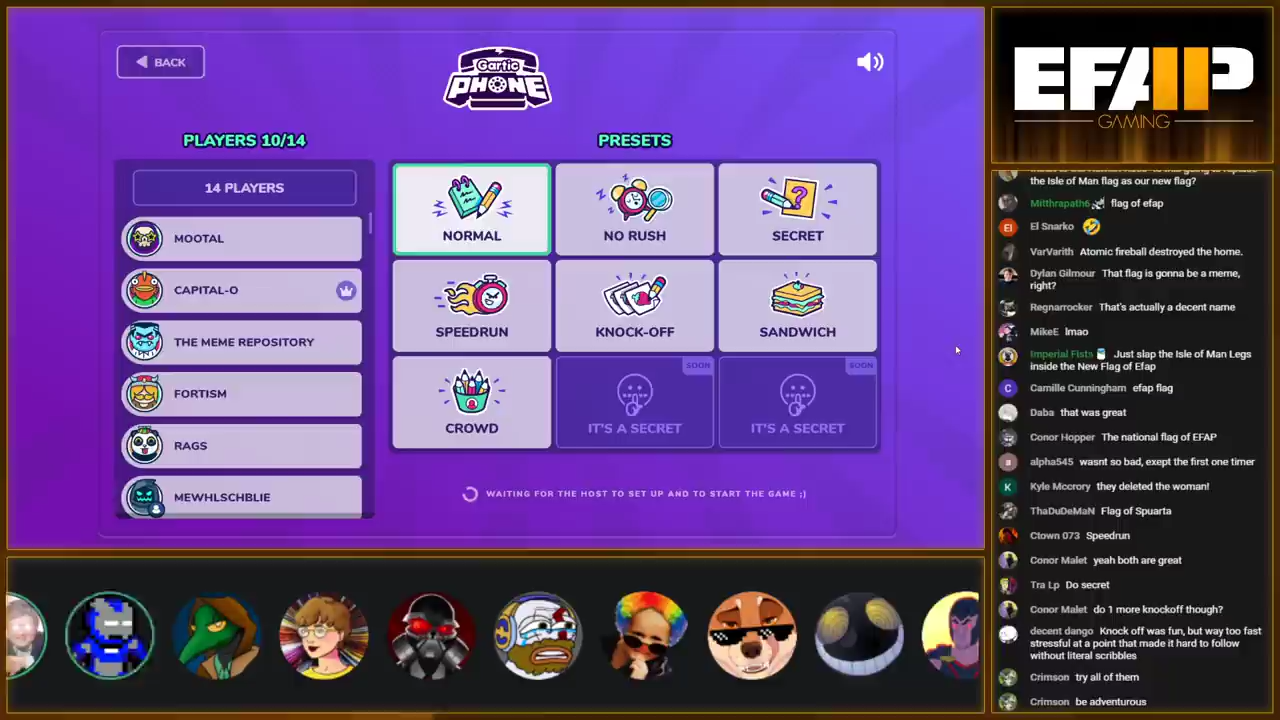 BACK
Gartic
PHONE
PLAYERS 10/14
14 PLAYERS
MOOTAL
CAPITAL-O
THE MEME REPOSITORY
FORTISM
RAGS
MEWHLSCHBLIE
PRESETS
NORMAL
NO RUSH
SECRET
SPEEDRUN
KNOCK-OFF
SANDWICH
CROWD
SOON
IT'S A SECRET
SOON
IT'S A SECRET
WAITING FOR THE HOST TO SET UP AND TO START THE GAME ;)
EFAP
GAMING
the Isle of Man flag as our new flag?
Miithrapath6 flag of efap
El Snarko
VarVarith Atomic fireball destroyed the home.
Dylan Gilmour That flag is gonna be a meme,
right?
Regnarrocker That's actually a decent name
MikeE lmao
Imperial Fists Just slap the Isle of Man Legs
inside the New Flag of Efap
Camille Cunningham efap flag
Daba that was great
Conor Hopper The national flag of EFAP
alpha545 wasnt so bad, exept the first one timer
Kyle Mccrory they deleted the woman!
ThaDuDeMaN Flag of Spuarta
Ctown 073 Speedrun
Conor Malet yeah both are great
Tra Lp Do secret
Conor Malet do 1 more knockoff though?
decent dango Knock off was fun, but way too fast
stressful at a point that made it hard to follow
without literal scribbles
Crimson try all of them
Crimson be adventurous